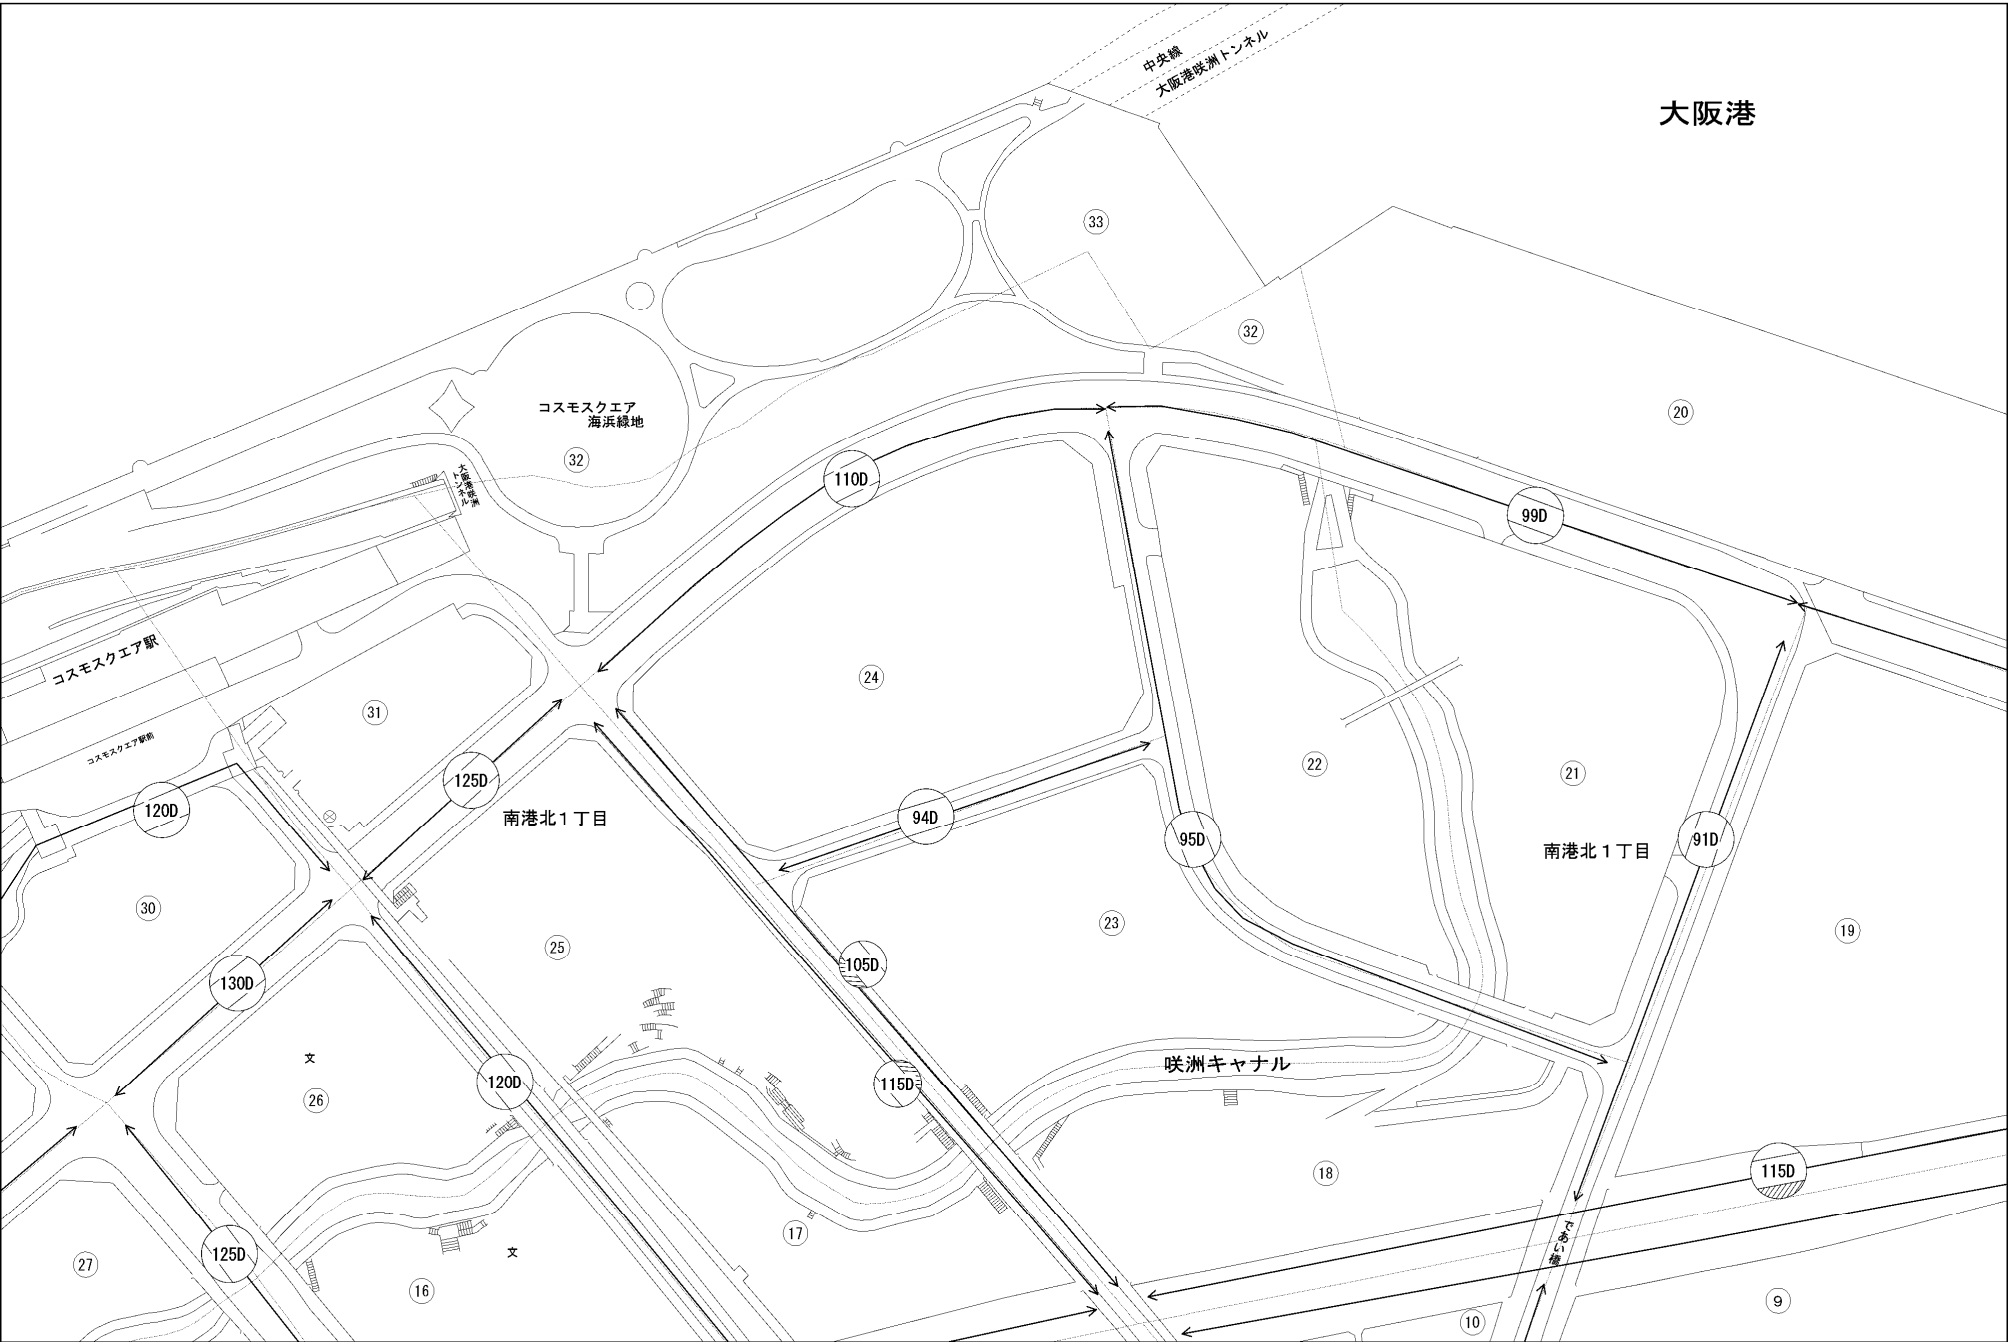 中央線
大阪港咲洲トンネル
大阪港
33
32
20
コスモスクエア
海浜緑地
32
大阪港咲洲
トンネル
110D
99D
コスモスクエア駅
コスモスクエア駅前
31
24
22
21
125D
120D
南港北1丁目
94D
95D
91D
南港北1丁目
30
25
23
19
130D
105D
文
26
120D
115D
咲洲キャナル
18
115D
17
125D
文
であい橋
27
16
10
9